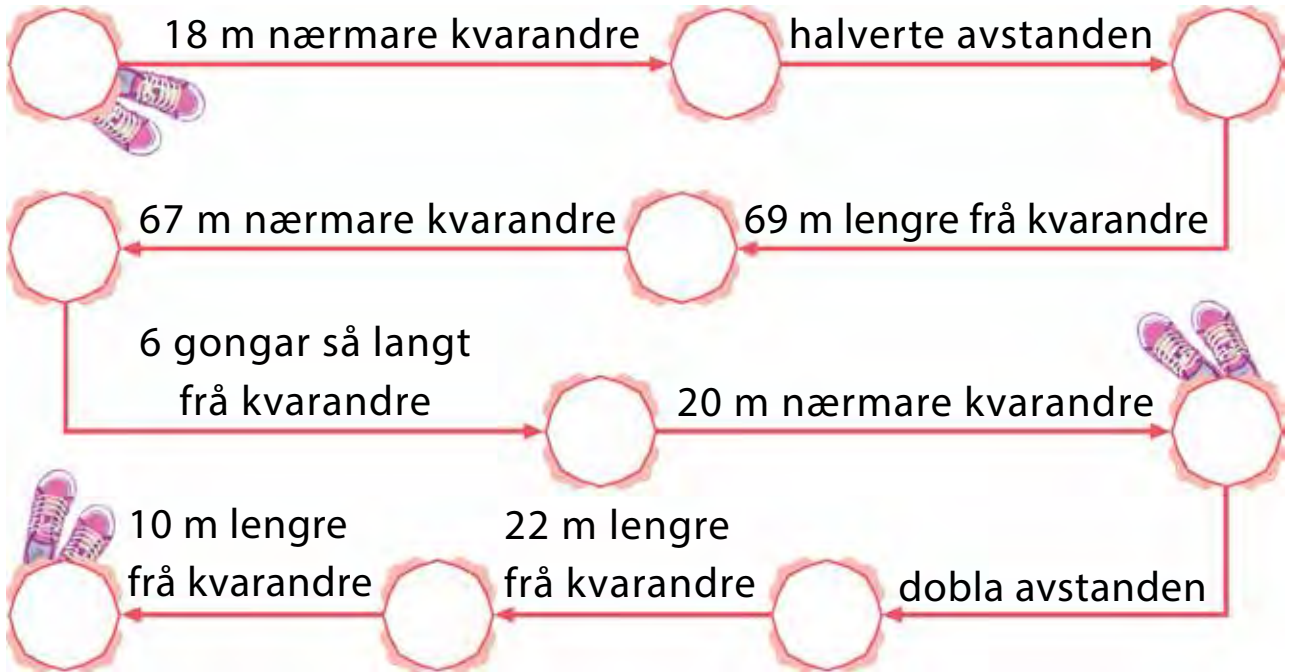 18 m nærmare kvarandre
halverte avstanden
67 m nærmare kvarandre
69 m lengre frå kvarandre
6 gongar så langt
frå kvarandre
20 m nærmare kvarandre
10 m lengre
frå kvarandre
22 m lengre
frå kvarandre
dobla avstanden